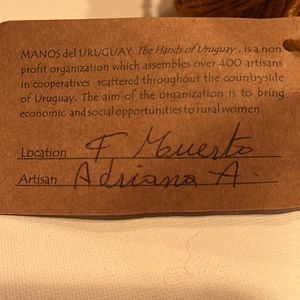 MANOS del URUGUAY The Hands of Uruguay , is a non
profit organization which assembles over 400 artisans
in cooperatives scattered throughout the countryside
of Uruguay. The aim of the organization is to bring
economic and social opportunities to rural women.
Location F Muerto
Artisan Adriana A.